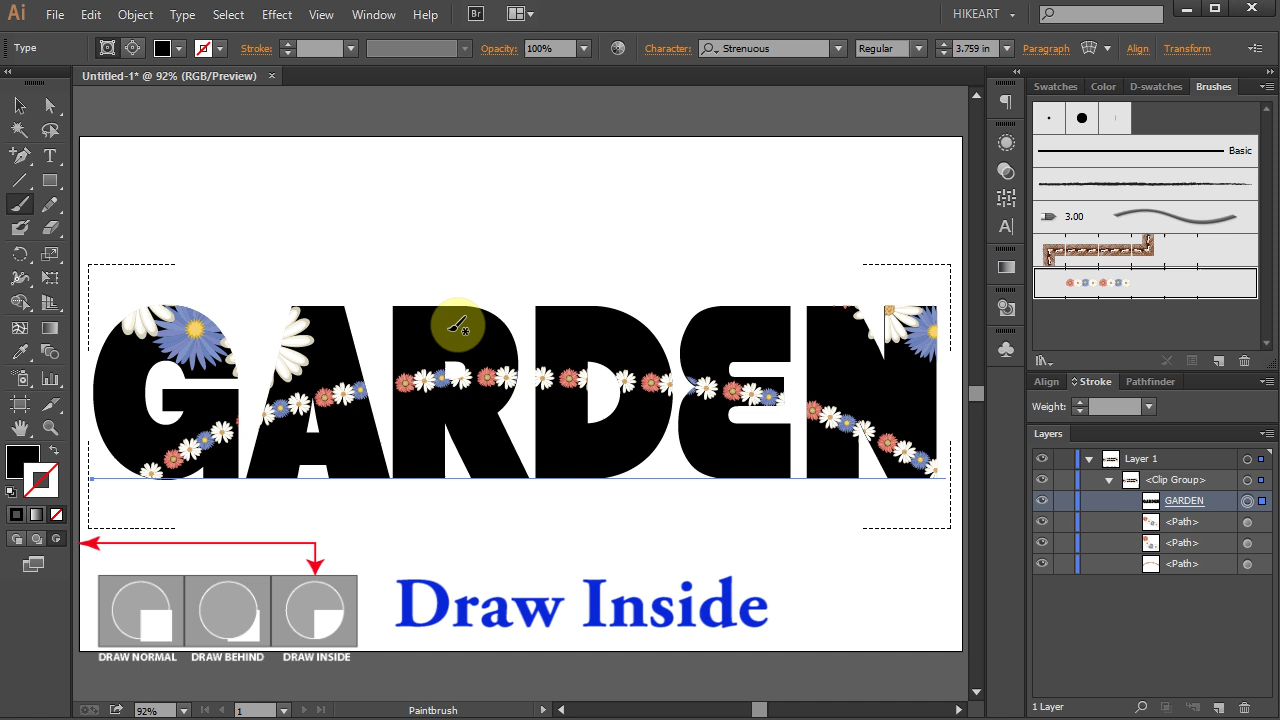 Ai File Edit Object Type Select Effect View Window Help Br HIKEART
Type Stroke: Opacity: 100% Character: Strenuous Regular 3.759 in Paragraph Align Transform
Untitled-1* @ 92% (RGB/Preview) ×
Swatches Color D-swatches Brushes
Basic
3.00
GARDEN
Align Stroke Pathfinder
Weight:
Layers
Layer 1
<Clip Group>
GARDEN
<Path>
<Path>
<Path>
Draw Inside
DRAW NORMAL DRAW BEHIND DRAW INSIDE
92% 1 Paintbrush
1 Layer